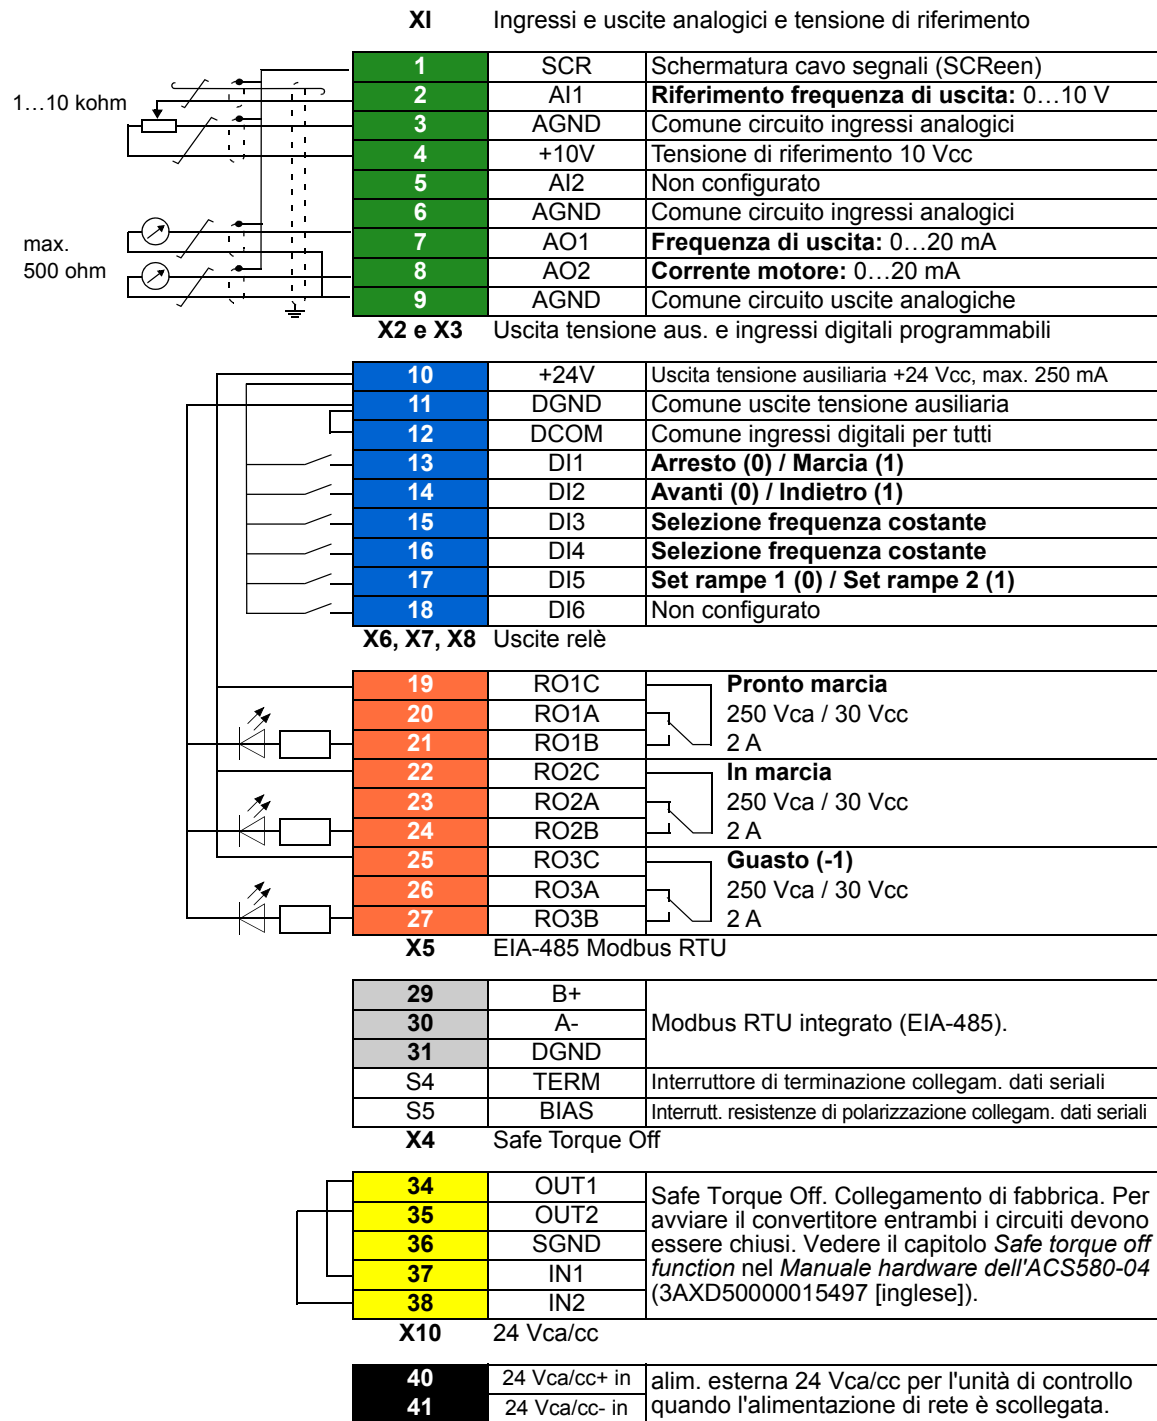 XI Ingressi e uscite analogici e tensione di riferimento
1 SCR Schermatura cavo segnali (SCReen)
1…10 kohm
2 AI1 Riferimento frequenza di uscita: 0…10 V
3 AGND Comune circuito ingressi analogici
4 +10V Tensione di riferimento 10 Vcc
5 AI2 Non configurato
6 AGND Comune circuito ingressi analogici
max.
500 ohm
7 AO1 Frequenza di uscita: 0…20 mA
8 AO2 Corrente motore: 0…20 mA
9 AGND Comune circuito uscite analogiche
X2 e X3 Uscita tensione aus. e ingressi digitali programmabili
10 +24V Uscita tensione ausiliaria +24 Vcc, max. 250 mA
11 DGND Comune uscite tensione ausiliaria
12 DCOM Comune ingressi digitali per tutti
13 DI1 Arresto (0) / Marcia (1)
14 DI2 Avanti (0) / Indietro (1)
15 DI3 Selezione frequenza costante
16 DI4 Selezione frequenza costante
17 DI5 Set rampe 1 (0) / Set rampe 2 (1)
18 DI6 Non configurato
X6, X7, X8 Uscite relè
19 RO1C Pronto marcia
20 RO1A 250 Vca / 30 Vcc
21 RO1B 2 A
22 RO2C In marcia
23 RO2A 250 Vca / 30 Vcc
24 RO2B 2 A
25 RO3C Guasto (-1)
26 RO3A 250 Vca / 30 Vcc
27 RO3B 2 A
X5 EIA-485 Modbus RTU
29 B+
30 A- Modbus RTU integrato (EIA-485).
31 DGND
S4 TERM Interruttore di terminazione collegam. dati seriali
S5 BIAS Interrutt. resistenze di polarizzazione collegam. dati seriali
X4 Safe Torque Off
34 OUT1 Safe Torque Off. Collegamento di fabbrica. Per
35 OUT2 avviare il convertitore entrambi i circuiti devono
36 SGND essere chiusi. Vedere il capitolo Safe torque off
37 IN1 function nel Manuale hardware dell'ACS580-04
38 IN2 (3AXD50000015497 [inglese]).
X10 24 Vca/cc
40 24 Vca/cc+ in alim. esterna 24 Vca/cc per l'unità di controllo
41 24 Vca/cc- in quando l'alimentazione di rete è scollegata.